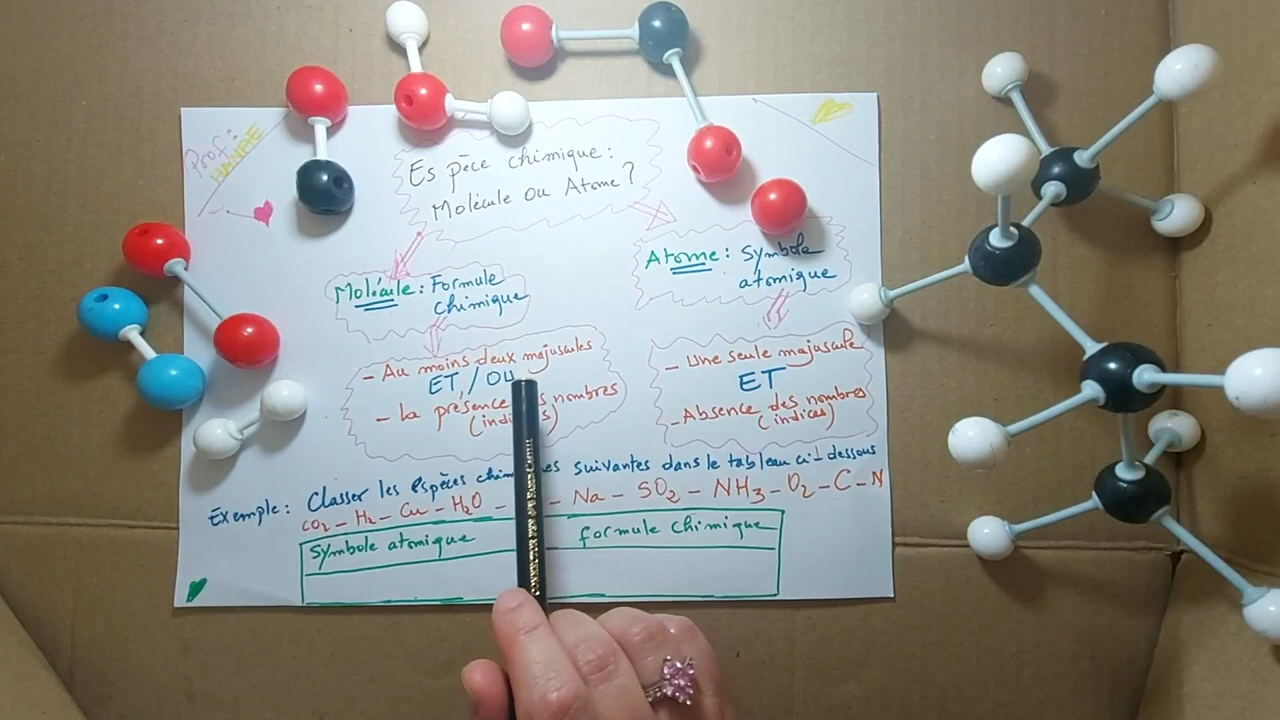 Prof:
HANANE
Espèce chimique:
Molécule ou Atome?
Molécule: Formule
chimique
Atome: Symbole
atomique
- Au moins deux majuscules
ET / OU
- La présence nombres
(indices)
- Une seule majuscule
ET
- Absence des nombres
(indices)
Exemple: Classer les espèces suivantes dans le tableau ci-dessous
CO2 - H2 - Cu - H2O - - Na - SO2 - NH3 - O2 - C - N
Symbole atomique
formule chimique